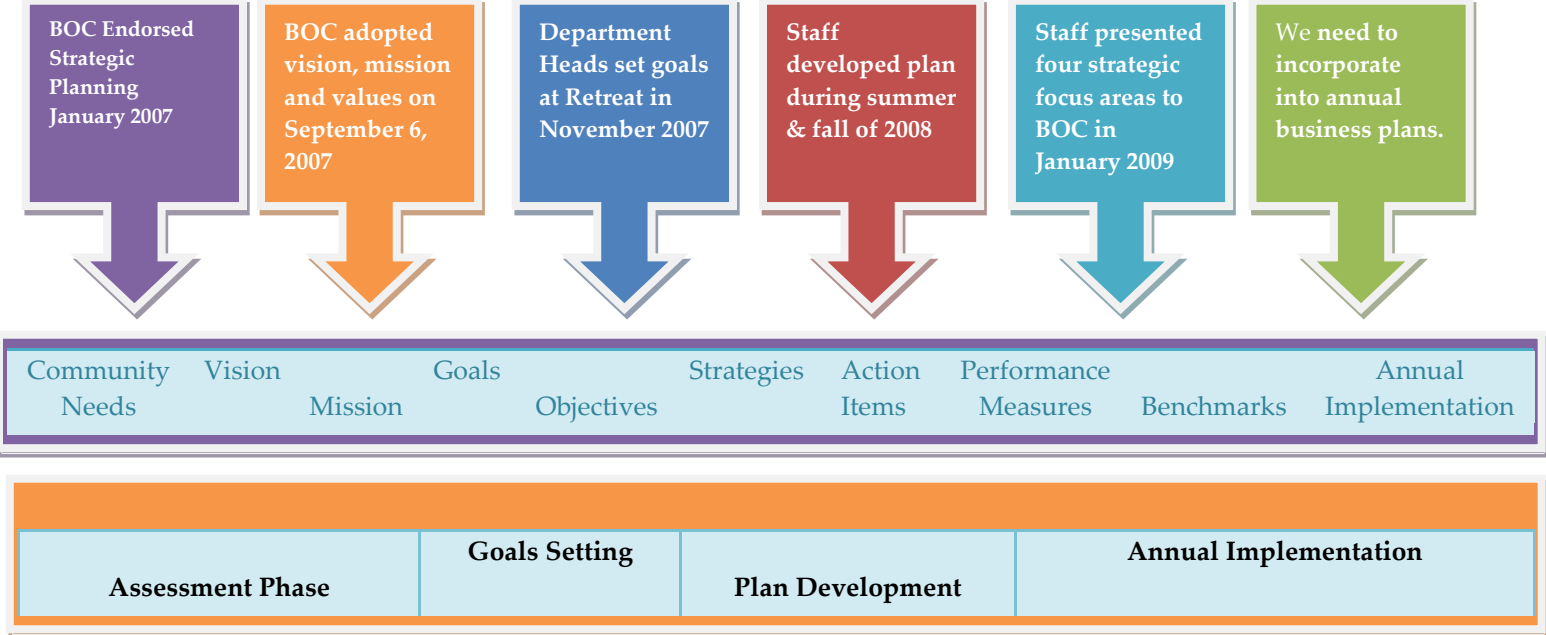 BOC Endorsed
Strategic
Planning
January 2007
BOC adopted
vision, mission
and values on
September 6,
2007
Department
Heads set goals
at Retreat in
November 2007
Staff
developed plan
during summer
& fall of 2008
Staff presented
four strategic
focus areas to
BOC in
January 2009
We need to
incorporate
into annual
business plans.
Community
Needs
Vision
Mission
Goals
Objectives
Strategies
Action
Items
Performance
Measures
Benchmarks
Annual
Implementation
Assessment Phase
Goals Setting
Plan Development
Annual Implementation